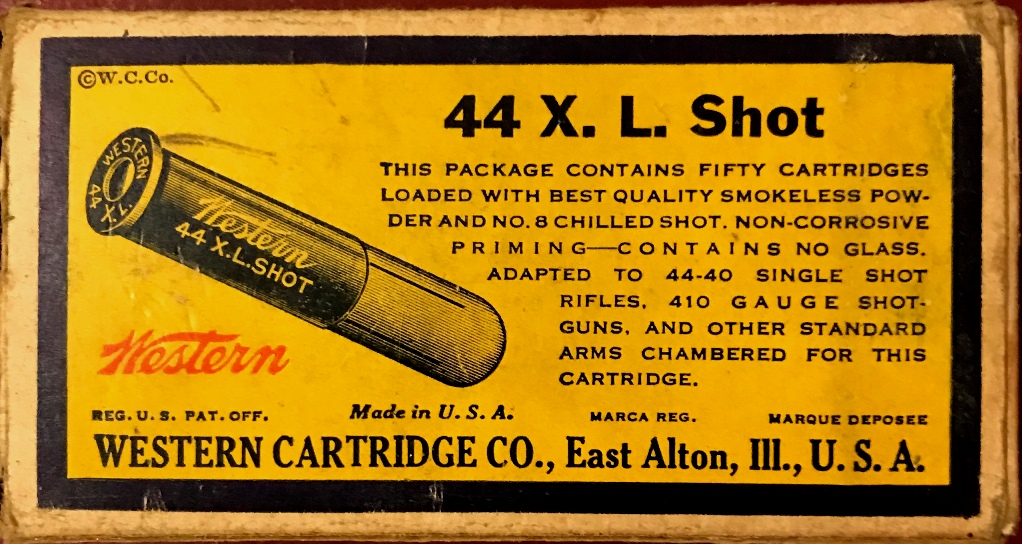 ©W.C.Co.
44 X. L. Shot
THIS PACKAGE CONTAINS FIFTY CARTRIDGES
LOADED WITH BEST QUALITY SMOKELESS POW-
DER AND NO. 8 CHILLED SHOT. NON-CORROSIVE
PRIMING—CONTAINS NO GLASS.
ADAPTED TO 44-40 SINGLE SHOT
RIFLES, 410 GAUGE SHOT-
GUNS, AND OTHER STANDARD
ARMS CHAMBERED FOR THIS
CARTRIDGE.
WESTERN
44 X.L.
Western
44 X.L.SHOT
Western
REG. U. S. PAT. OFF. Made in U. S. A. MARCA REG. MARQUE DEPOSEE
WESTERN CARTRIDGE CO., East Alton, Ill., U. S. A.